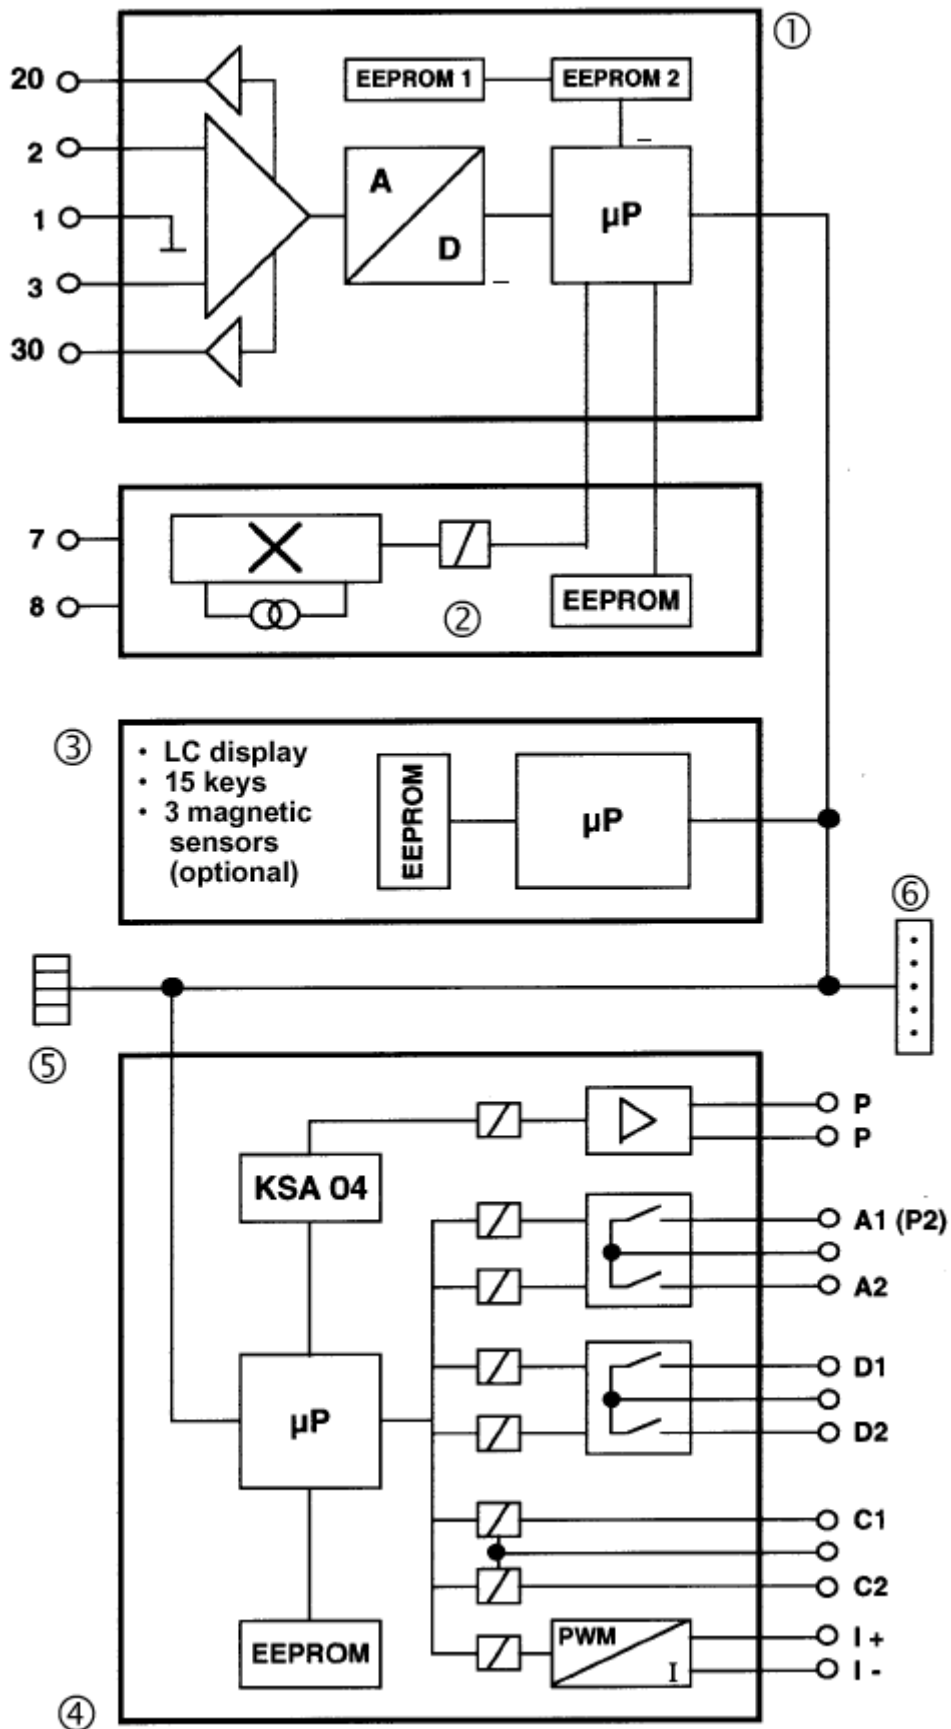 ①
20
EEPROM 1
EEPROM 2
2
A
D
µP
1
3
30
7
8
②
EEPROM
③
• LC display
• 15 keys
• 3 magnetic
sensors
(optional)
EEPROM
µP
⑥
⑤
P
P
KSA 04
A1 (P2)
A2
D1
µP
D2
C1
C2
EEPROM
PWM
I
I +
I -
④